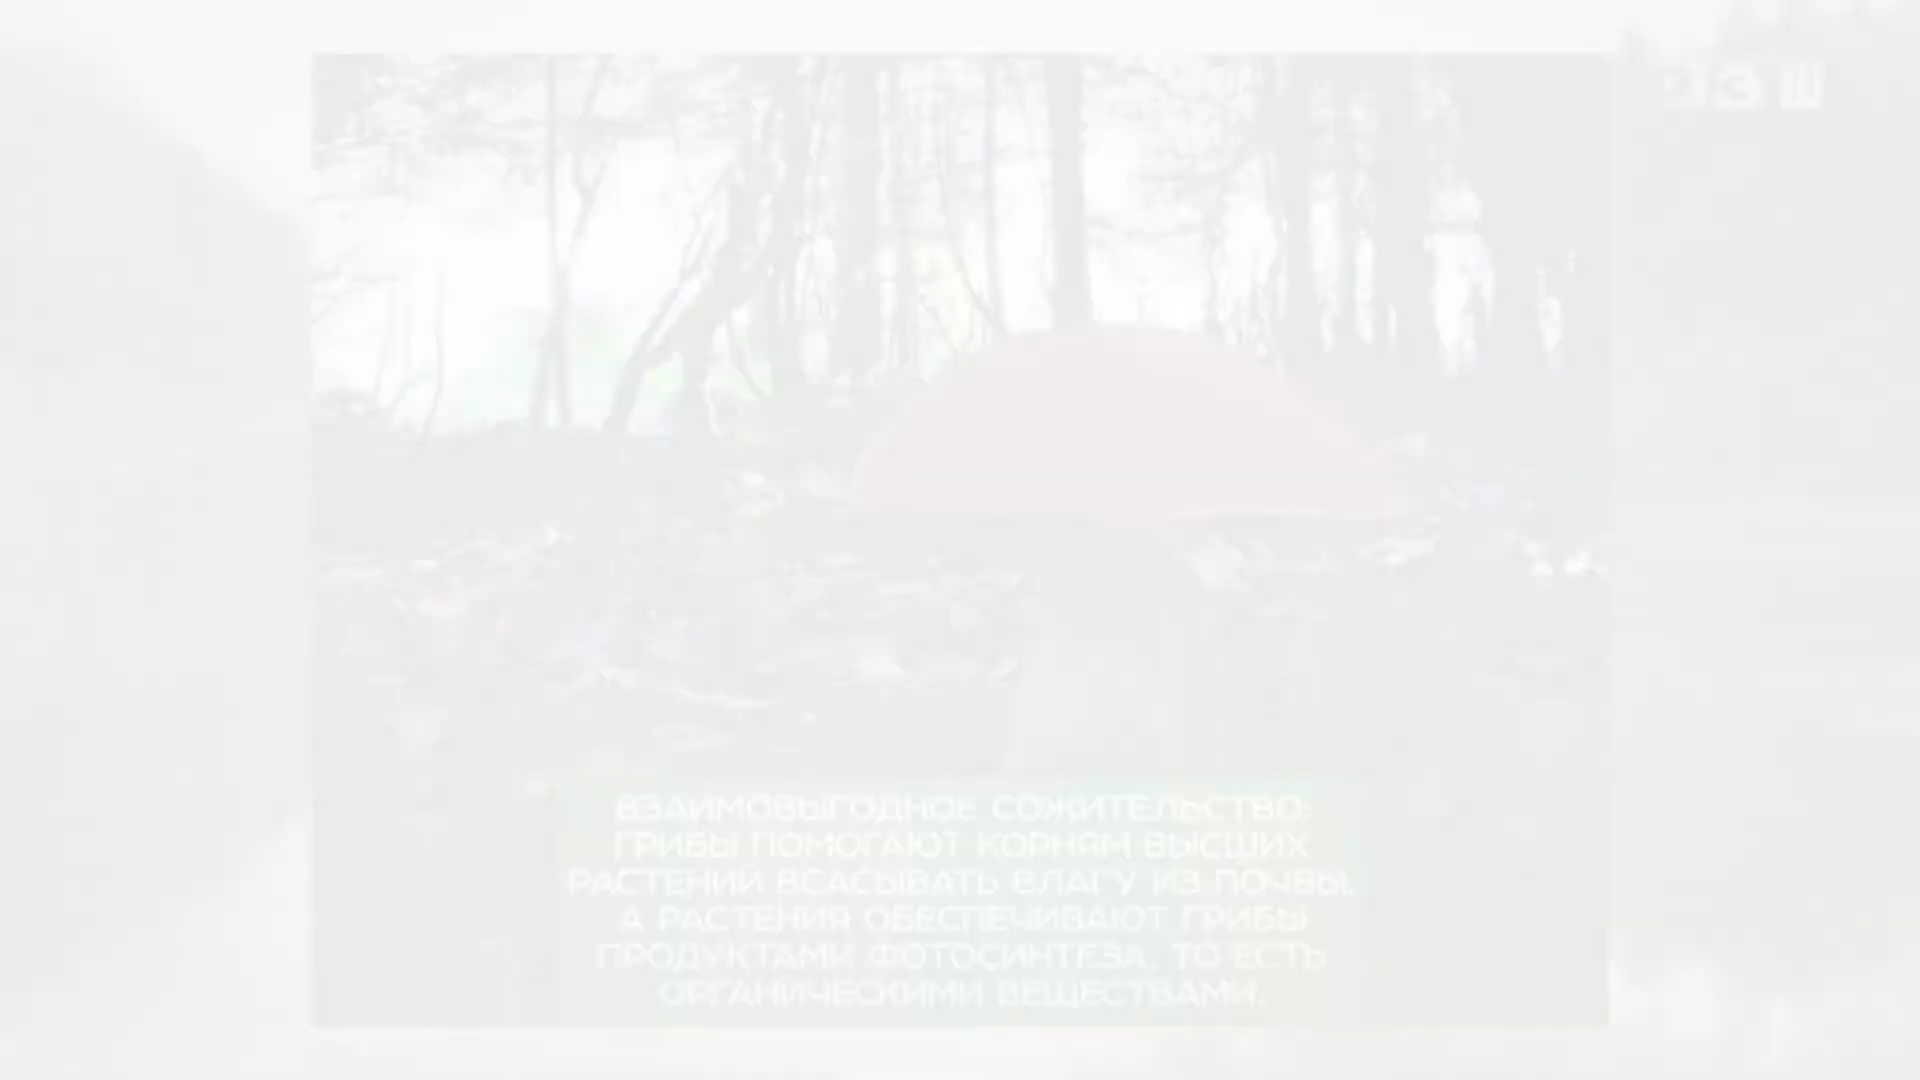 РЭШ
ВЗАИМОВЫГОДНОЕ СОЖИТЕЛЬСТВО:
ГРИБЫ ПОМОГАЮТ КОРНЯМ ВЫСШИХ
РАСТЕНИЙ ВСАСЫВАТЬ ВЛАГУ ИЗ ПОЧВЫ,
А РАСТЕНИЯ ОБЕСПЕЧИВАЮТ ГРИБЫ
ПРОДУКТАМИ ФОТОСИНТЕЗА, ТО ЕСТЬ
ОРГАНИЧЕСКИМИ ВЕЩЕСТВАМИ.